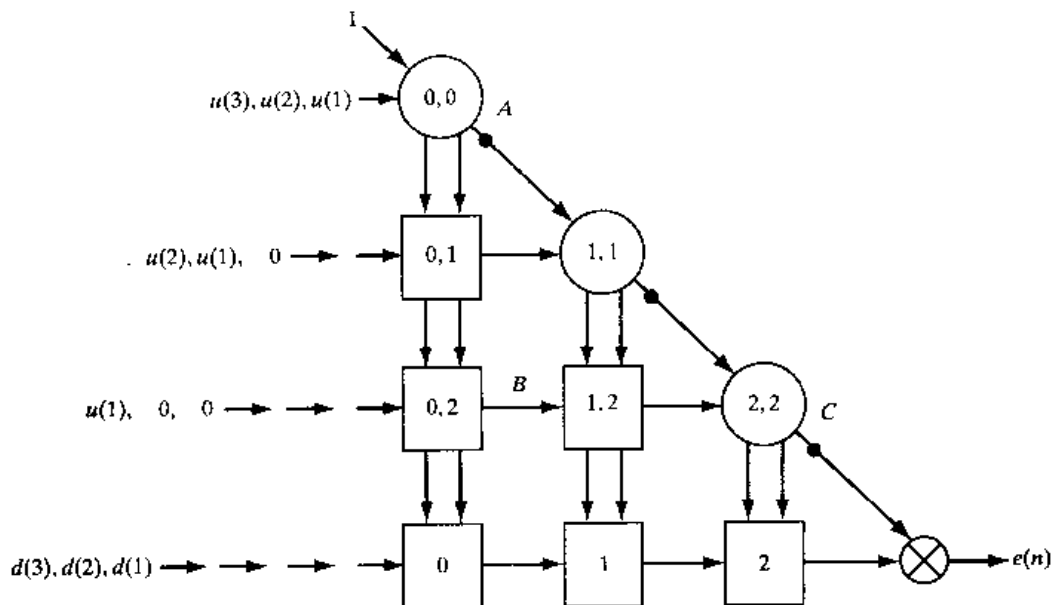 1
u(3), u(2), u(1)
0, 0
A
. u(2), u(1), 0
0, 1
1, 1
u(1), 0, 0
0, 2
B
1, 2
2, 2
C
d(3), d(2), d(1)
0
1
2
e(n)